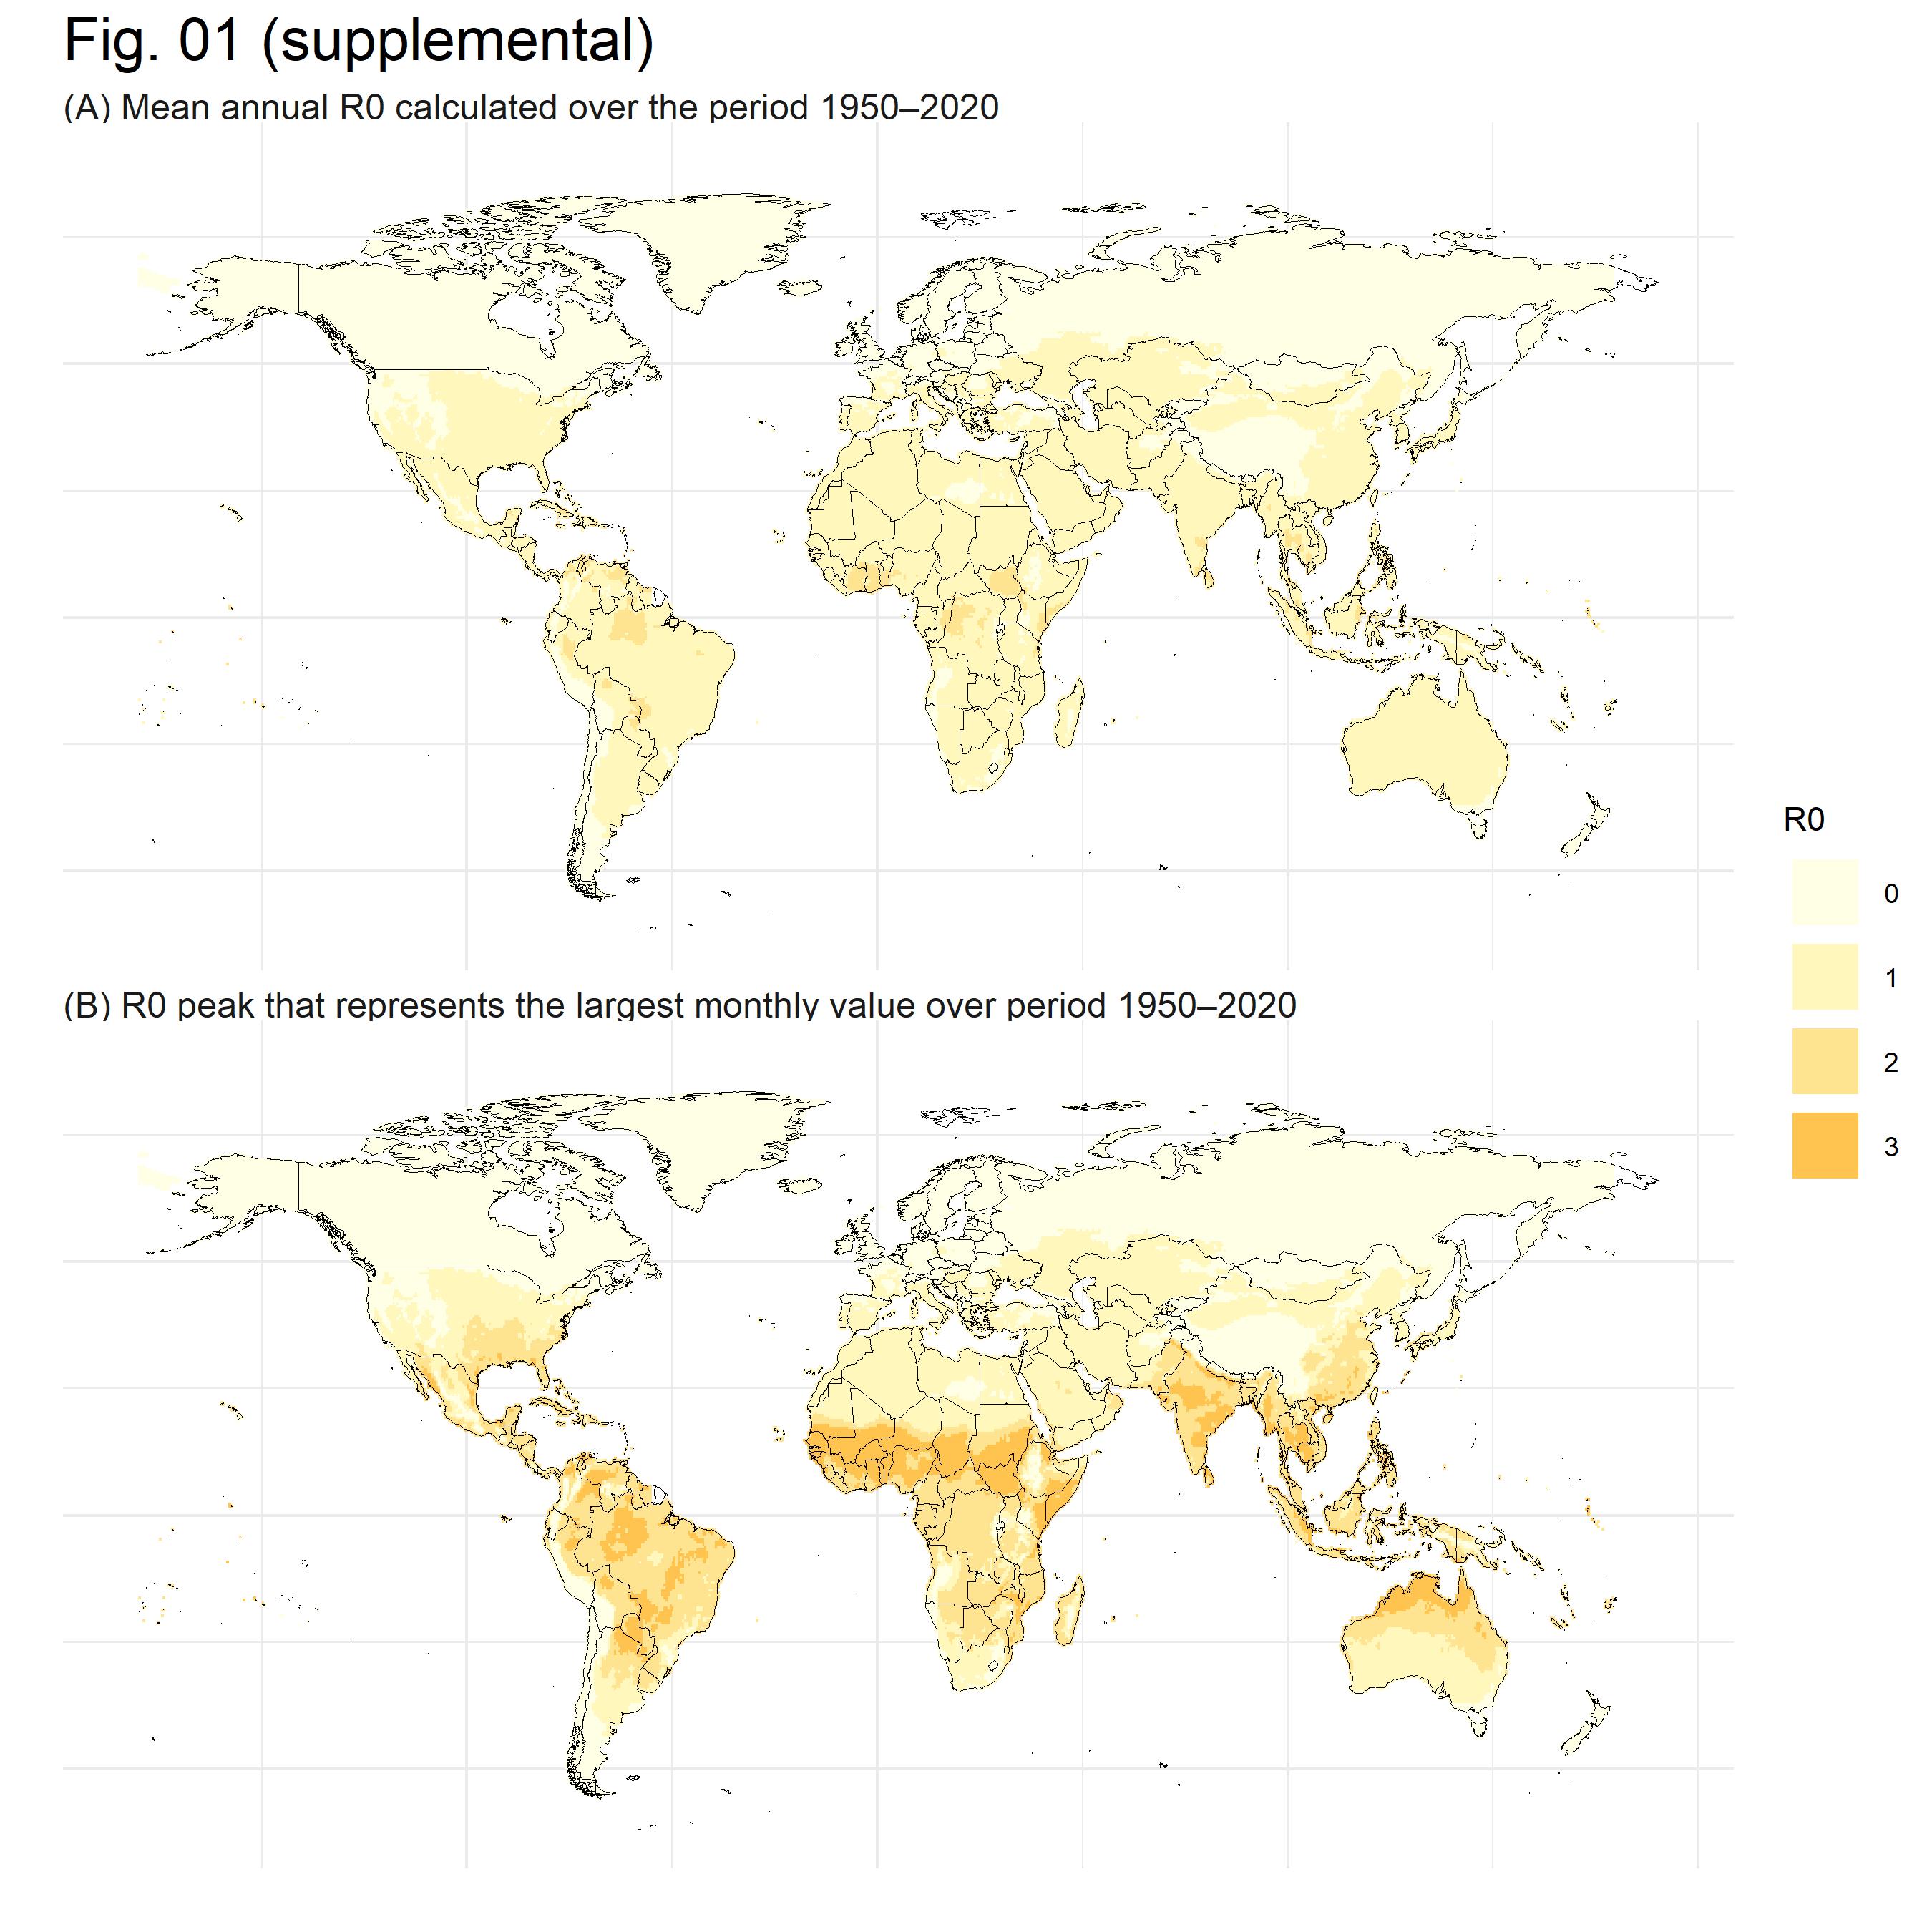 Fig. 01 (supplemental)
(A) Mean annual R0 calculated over the period 1950–2020
R0
0
1
2
3
(B) R0 peak that represents the largest monthly value over period 1950–2020